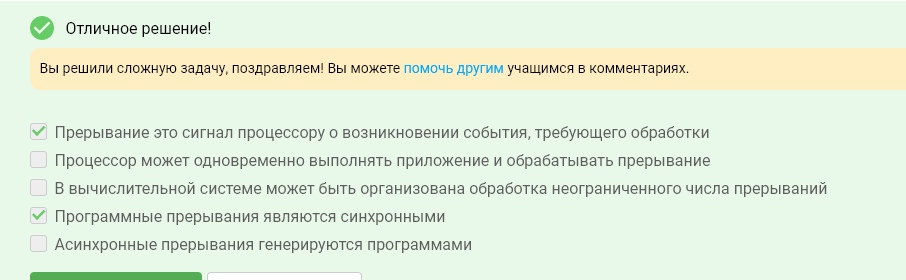 Отличное решение!
Вы решили сложную задачу, поздравляем! Вы можете помочь другим учащимся в комментариях.
Прерывание это сигнал процессору о возникновении события, требующего обработки
Процессор может одновременно выполнять приложение и обрабатывать прерывание
В вычислительной системе может быть организована обработка неограниченного числа прерываний
Программные прерывания являются синхронными
Асинхронные прерывания генерируются программами